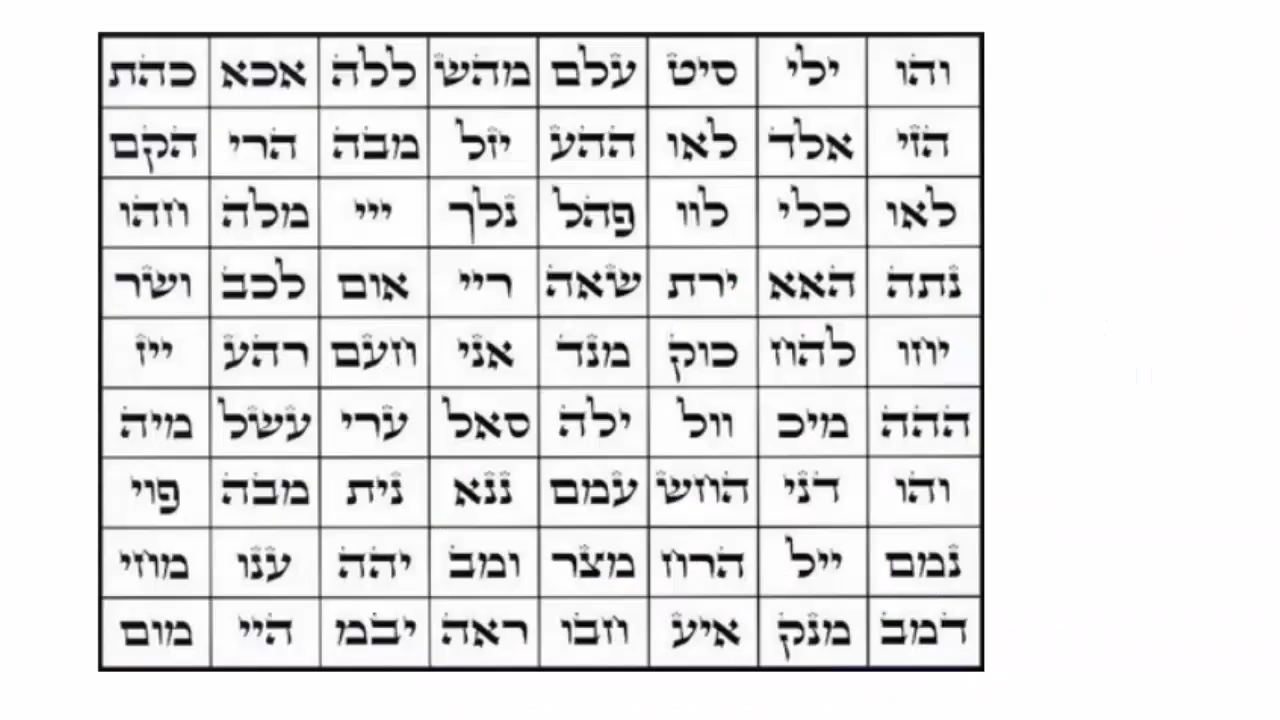 והו ילי סיט עלם מהש ללה אכא כהת
הזי אלד לאו ההע יזל מבה הרי הקם
לאו כלי לוו פהל נלך ייי מלה חהו
נתה האא ירת שאה ריי אום לכב ושר
יחו להח כוק מנד אני חעם רהע ייז
ההה מיכ וול ילה סאל ערי עשל מיה
והו דני החש עמם ננא נית מבה פוי
נמם ייל הרח מצר ומב יהה ענו מחי
דמב מנק איע חבו ראה יבמ היי מום